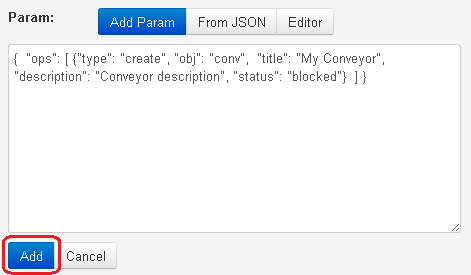 Param: Add Param From JSON Editor
{ "ops": [ {"type": "create", "obj": "conv", "title": "My Conveyor",
"description": "Conveyor description", "status": "blocked"} ] }
Add Cancel